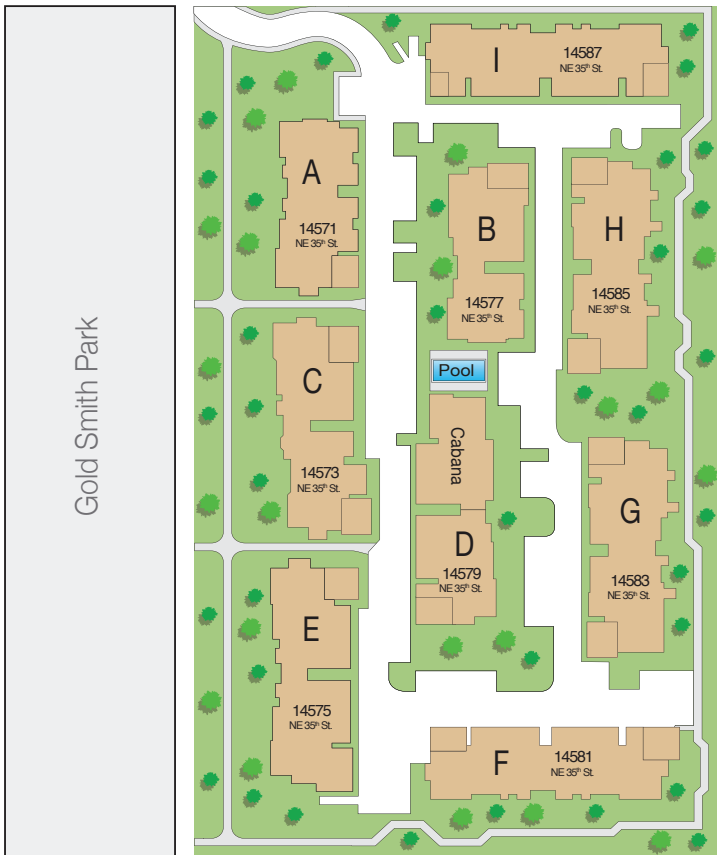 Gold Smith Park
I
14587
NE 35th St.
A
14571
NE 35th St.
B
14577
NE 35th St.
H
14585
NE 35th St.
Pool
C
14573
NE 35th St.
Cabana
D
14579
NE 35th St.
G
14583
NE 35th St.
E
14575
NE 35th St.
F
14581
NE 35th St.